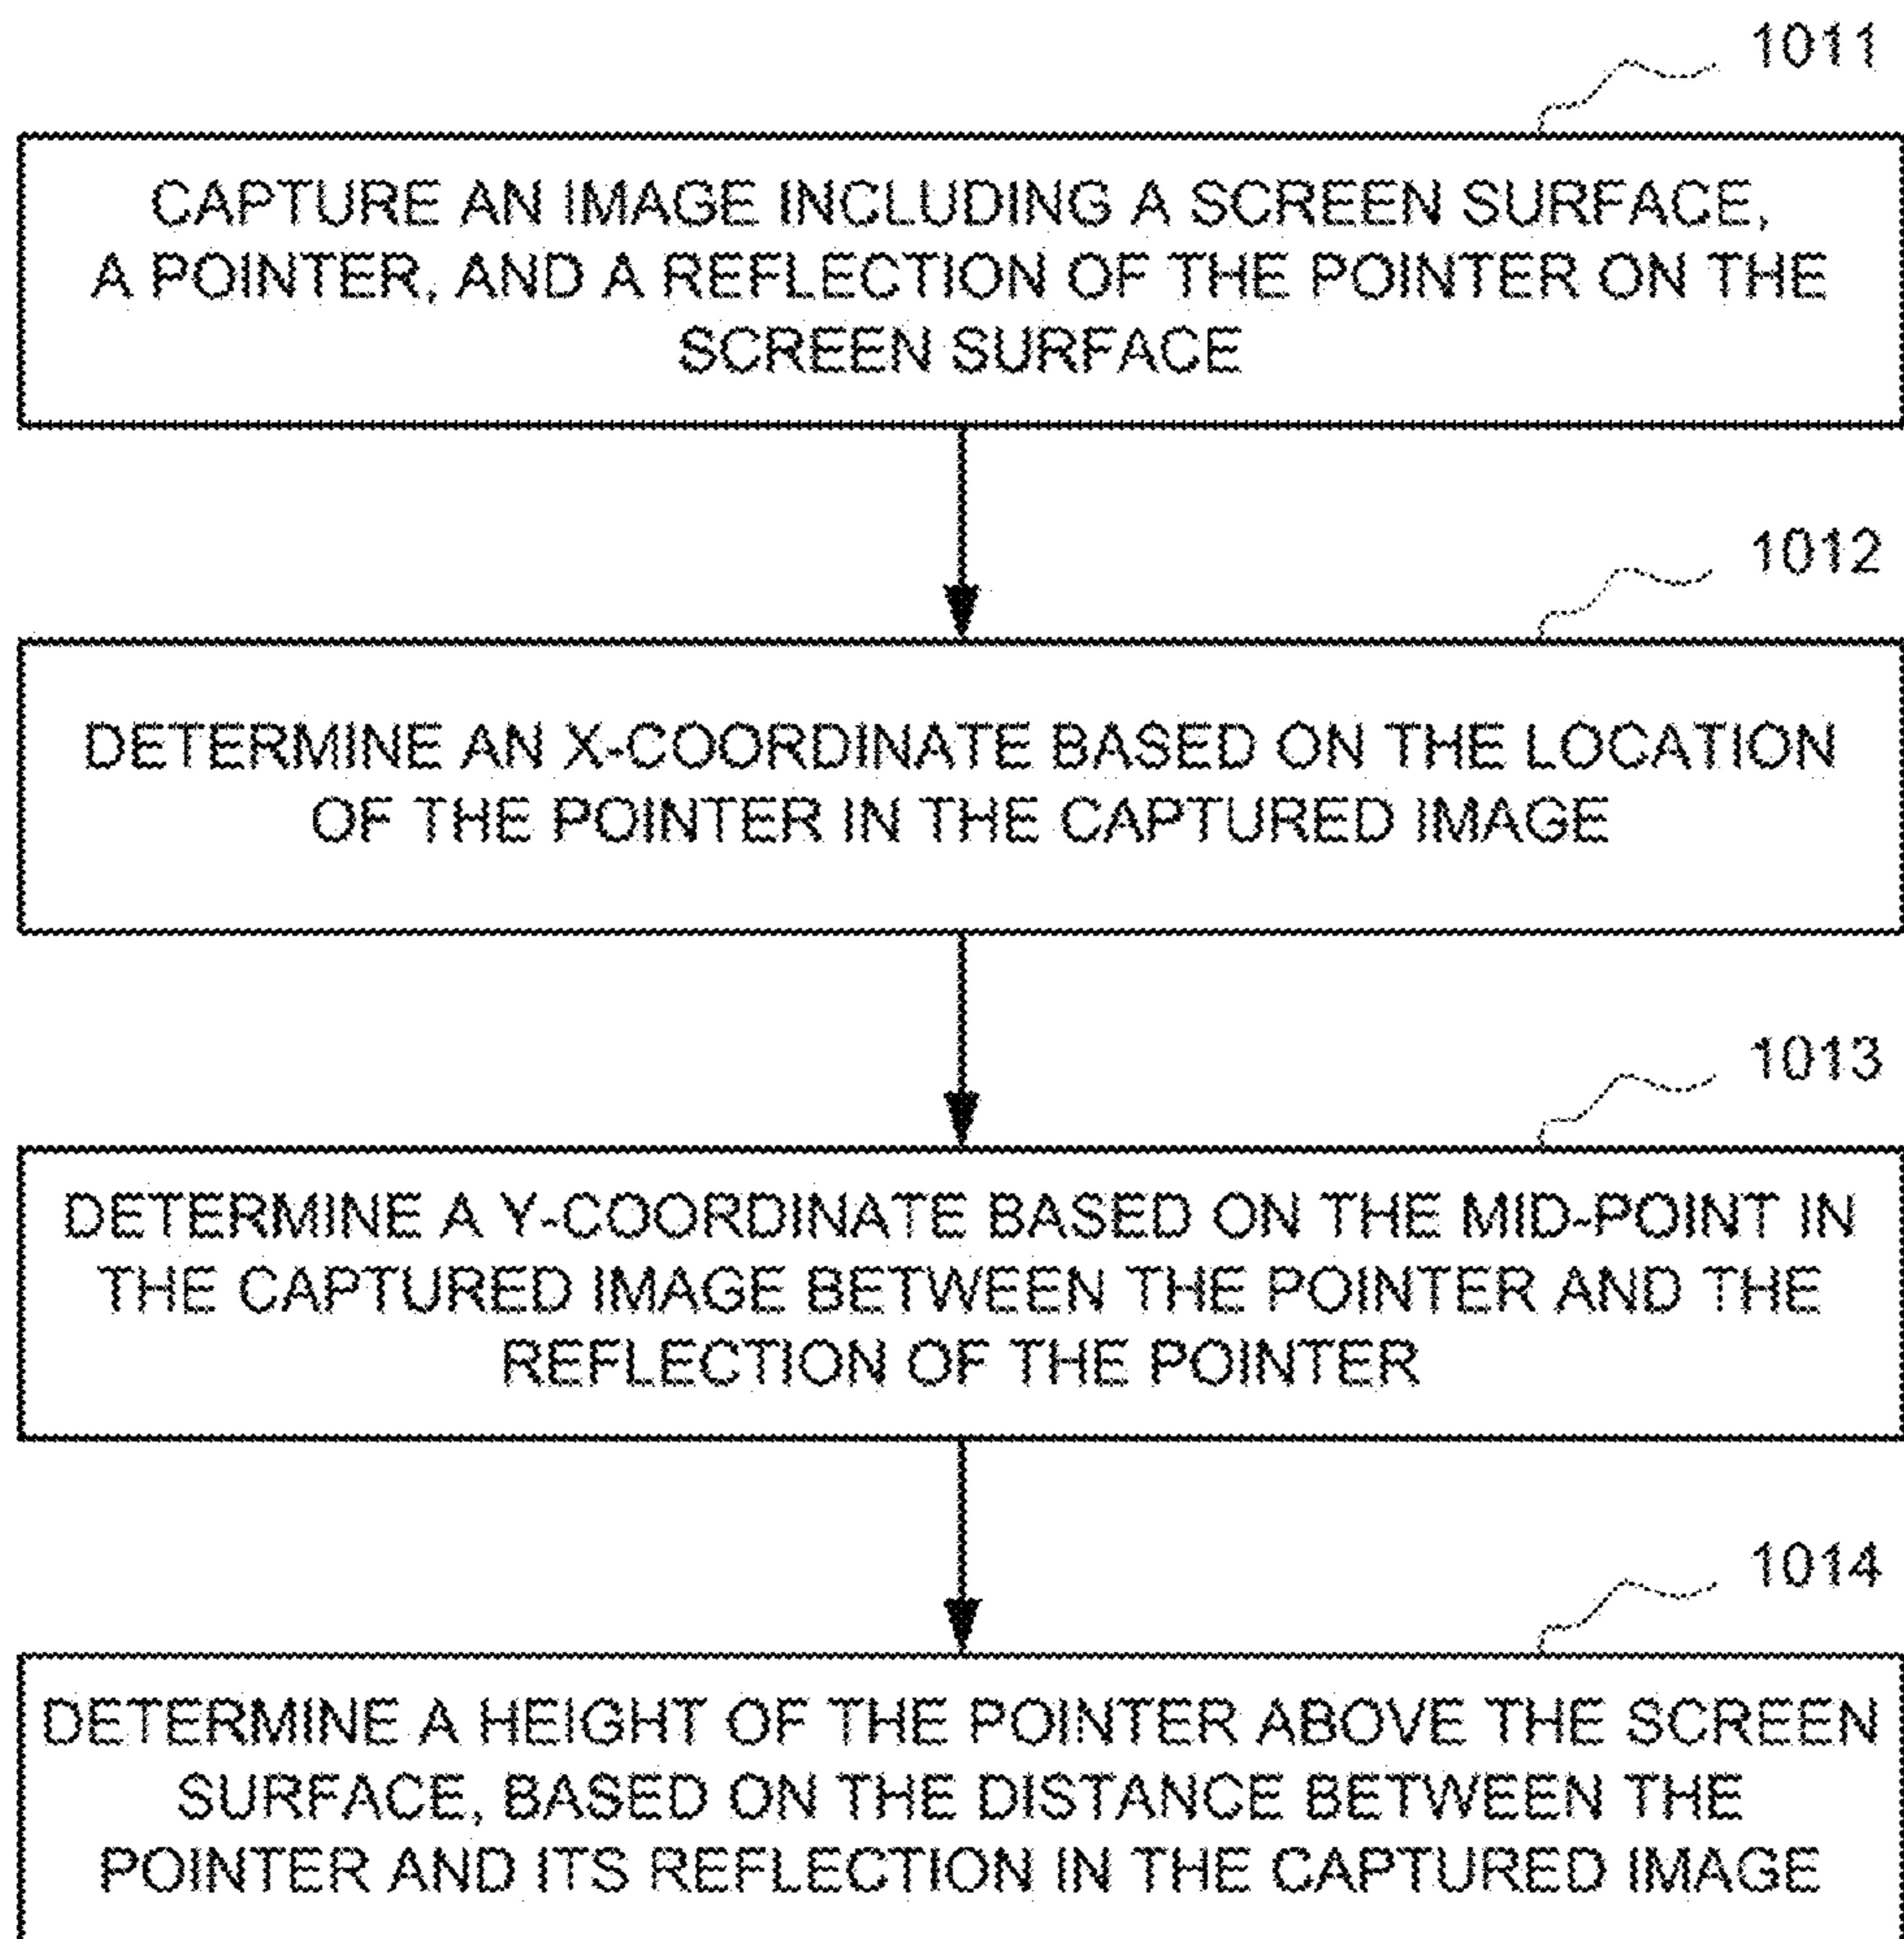 1011
CAPTURE AN IMAGE INCLUDING A SCREEN SURFACE,
A POINTER, AND A REFLECTION OF THE POINTER ON THE
SCREEN SURFACE
1012
DETERMINE AN X-COORDINATE BASED ON THE LOCATION
OF THE POINTER IN THE CAPTURED IMAGE
1013
DETERMINE A Y-COORDINATE BASED ON THE MID-POINT IN
THE CAPTURED IMAGE BETWEEN THE POINTER AND THE
REFLECTION OF THE POINTER
1014
DETERMINE A HEIGHT OF THE POINTER ABOVE THE SCREEN
SURFACE, BASED ON THE DISTANCE BETWEEN THE
POINTER AND ITS REFLECTION IN THE CAPTURED IMAGE